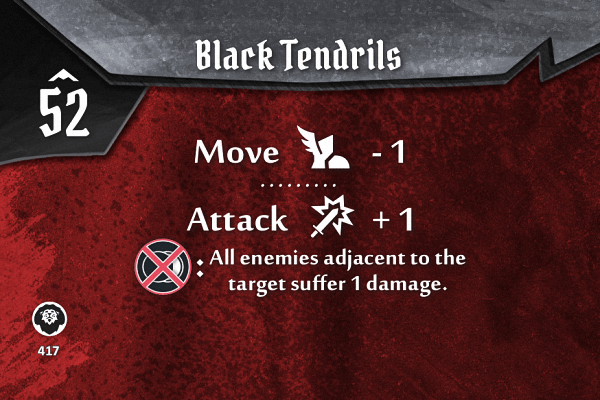 Black Tendrils
52
Move - 1
Attack + 1
: All enemies adjacent to the
target suffer 1 damage.
417